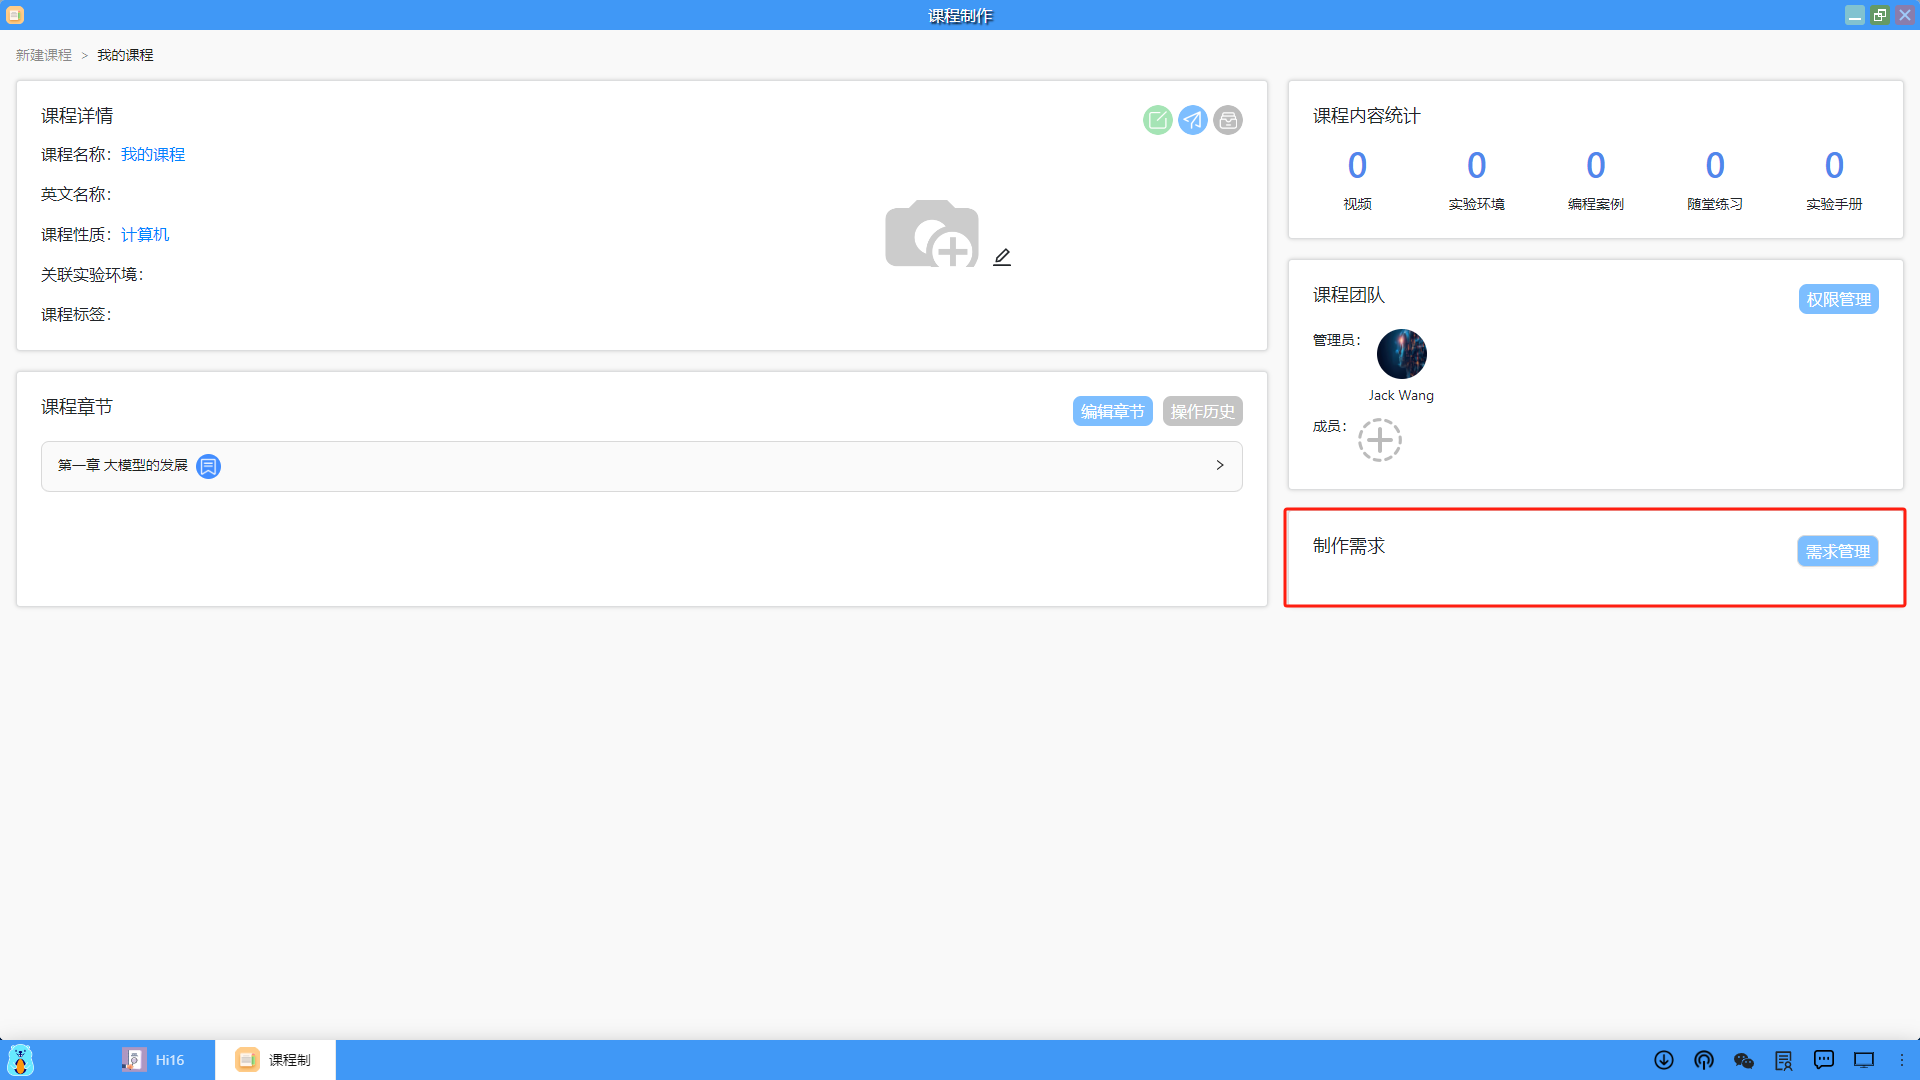 课程制作
新建课程 > 我的课程
课程详情
课程名称: 我的课程
英文名称:
课程性质: 计算机
关联实验环境:
课程标签:
课程章节
编辑章节 操作历史
第一章 大模型的发展
课程内容统计
0 0 0 0 0
视频 实验环境 编程案例 随堂练习 实验手册
课程团队
权限管理
管理员:
Jack Wang
成员:
制作需求
需求管理
Hi16
课程制